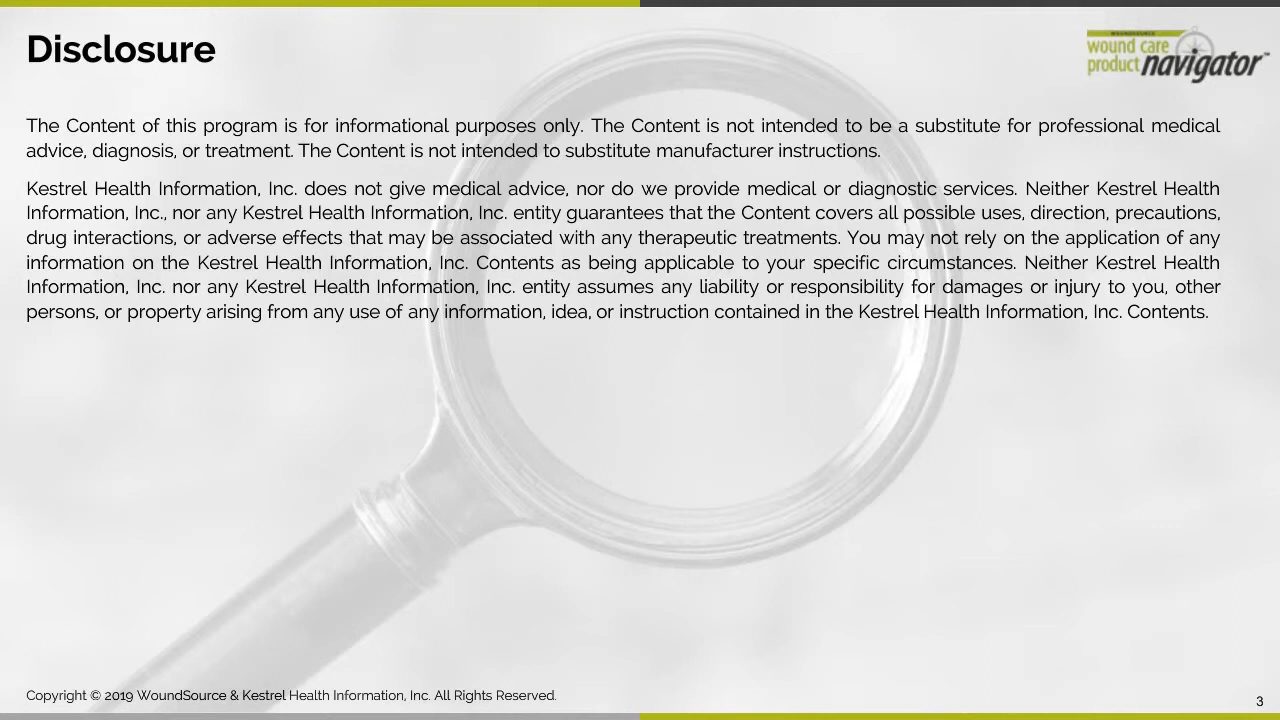 Disclosure
WOUNDSOURCE
wound care
product navigator™
The Content of this program is for informational purposes only. The Content is not intended to be a substitute for professional medical
advice, diagnosis, or treatment. The Content is not intended to substitute manufacturer instructions.
Kestrel Health Information, Inc. does not give medical advice, nor do we provide medical or diagnostic services. Neither Kestrel Health
Information, Inc., nor any Kestrel Health Information, Inc. entity guarantees that the Content covers all possible uses, direction, precautions,
drug interactions, or adverse effects that may be associated with any therapeutic treatments. You may not rely on the application of any
information on the Kestrel Health Information, Inc. Contents as being applicable to your specific circumstances. Neither Kestrel Health
Information, Inc. nor any Kestrel Health Information, Inc. entity assumes any liability or responsibility for damages or injury to you, other
persons, or property arising from any use of any information, idea, or instruction contained in the Kestrel Health Information, Inc. Contents.
Copyright © 2019 WoundSource & Kestrel Health Information, Inc. All Rights Reserved.
3